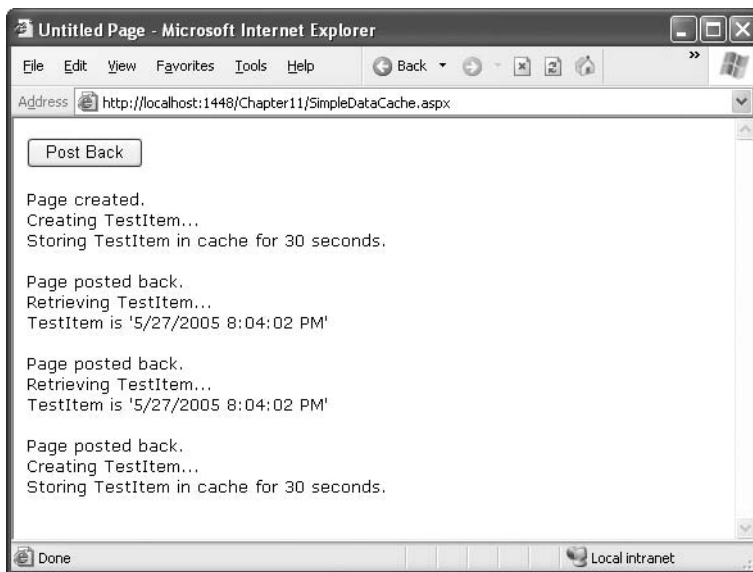 Untitled Page - Microsoft Internet Explorer
File Edit View Favorites Tools Help Back »
Address http://localhost:1448/Chapter11/SimpleDataCache.aspx
Post Back
Page created.
Creating TestItem...
Storing TestItem in cache for 30 seconds.
Page posted back.
Retrieving TestItem...
TestItem is '5/27/2005 8:04:02 PM'
Page posted back.
Retrieving TestItem...
TestItem is '5/27/2005 8:04:02 PM'
Page posted back.
Creating TestItem...
Storing TestItem in cache for 30 seconds.
Done Local intranet